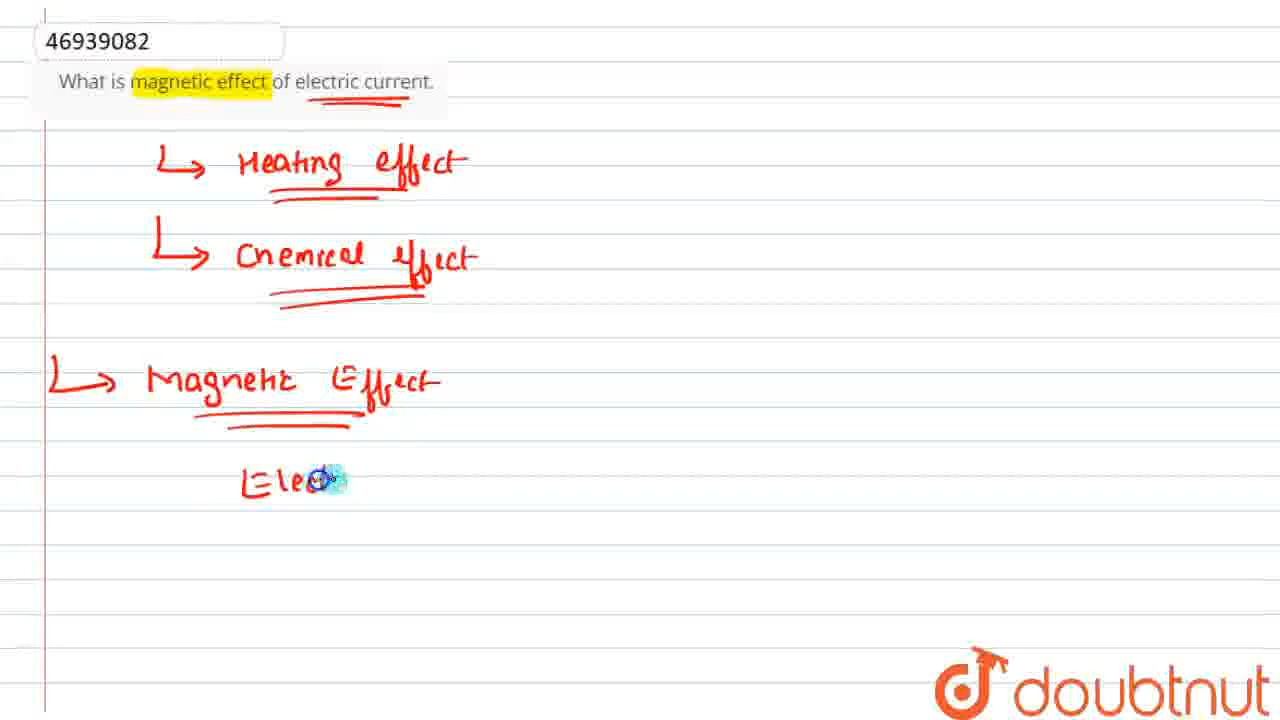 46939082
What is magnetic effect of electric current.
Heating effect
Chemical effect
Magnetic Effect
doubtnut